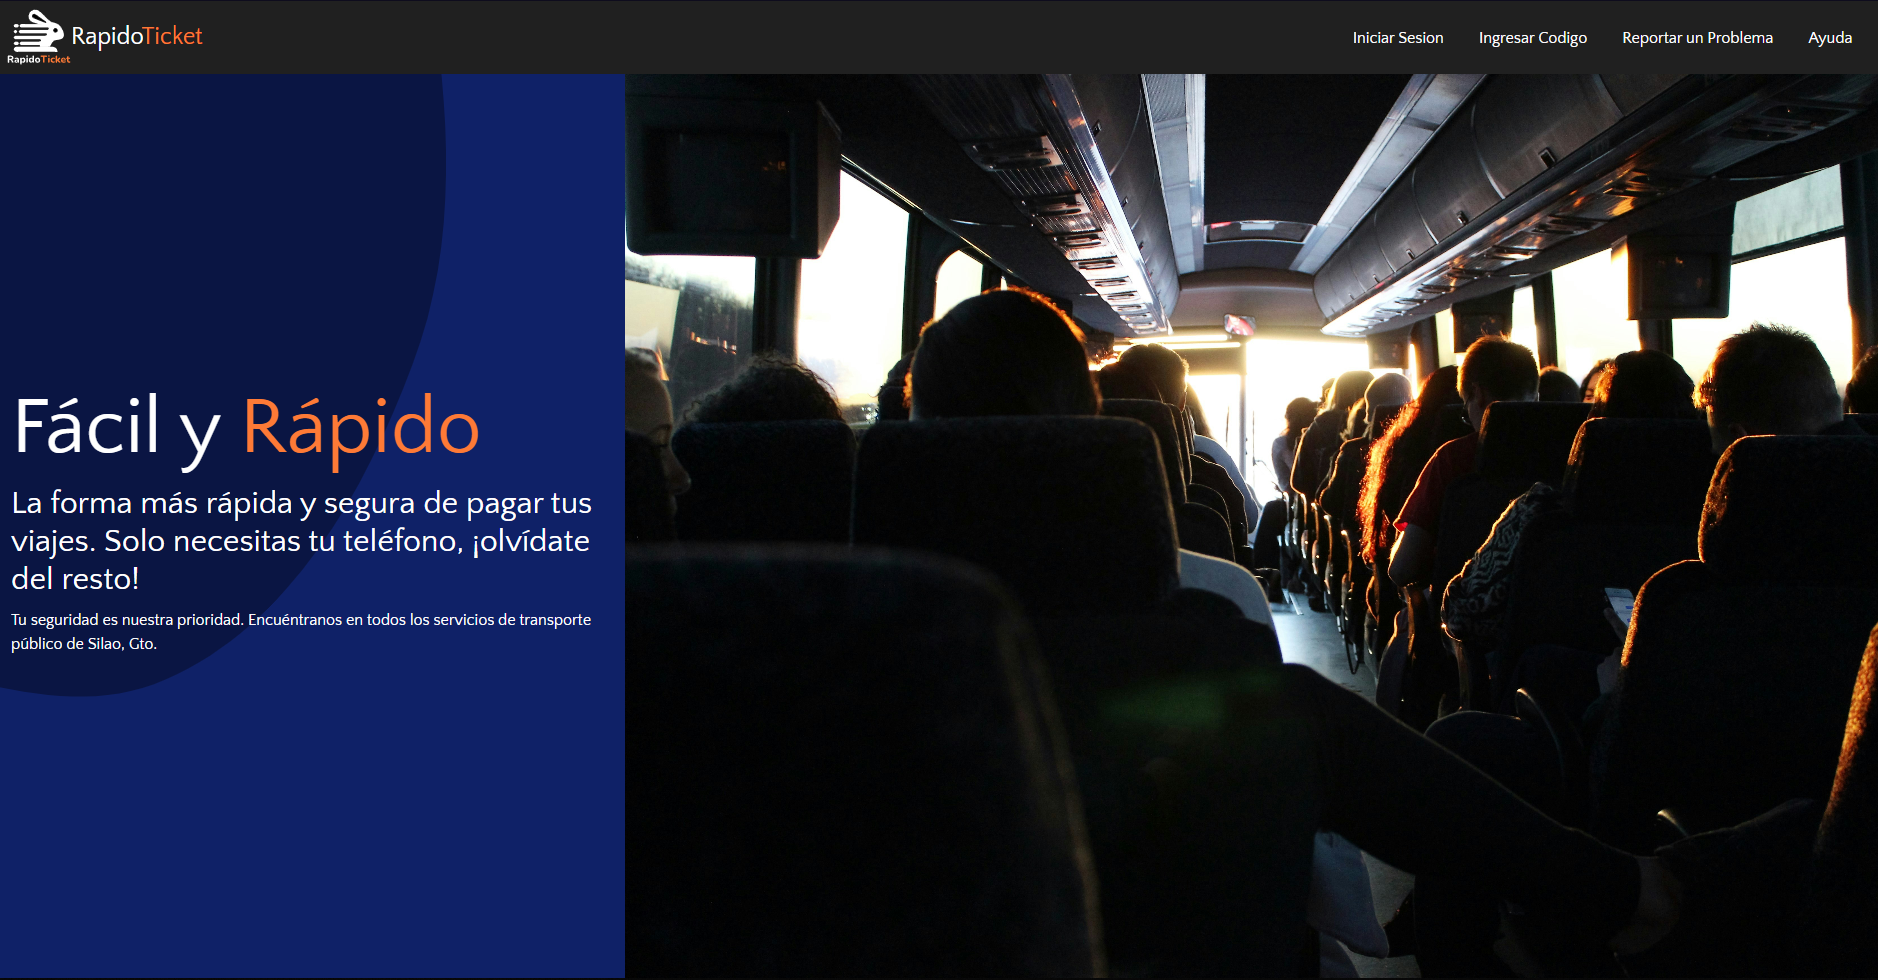 RapidoTicket
RapidoTicket
Iniciar Sesion
Ingresar Codigo
Reportar un Problema
Ayuda
Fácil y Rápido
La forma más rápida y segura de pagar tus
viajes. Solo necesitas tu teléfono, ¡olvídate
del resto!
Tu seguridad es nuestra prioridad. Encuéntranos en todos los servicios de transporte
público de Silao, Gto.